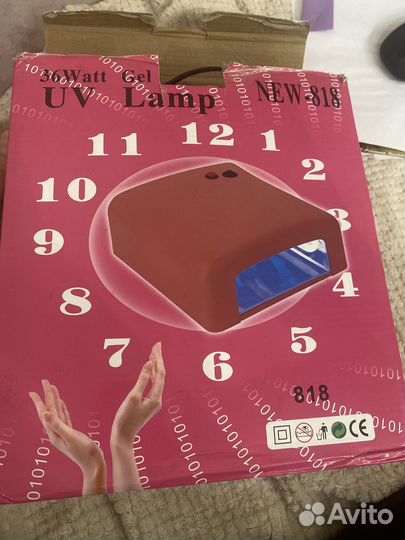 36Watt Gel
UV Lamp
NEW-818
11 12 1
10 2
9 3
8 4
7 6 5
818
CE
Avito